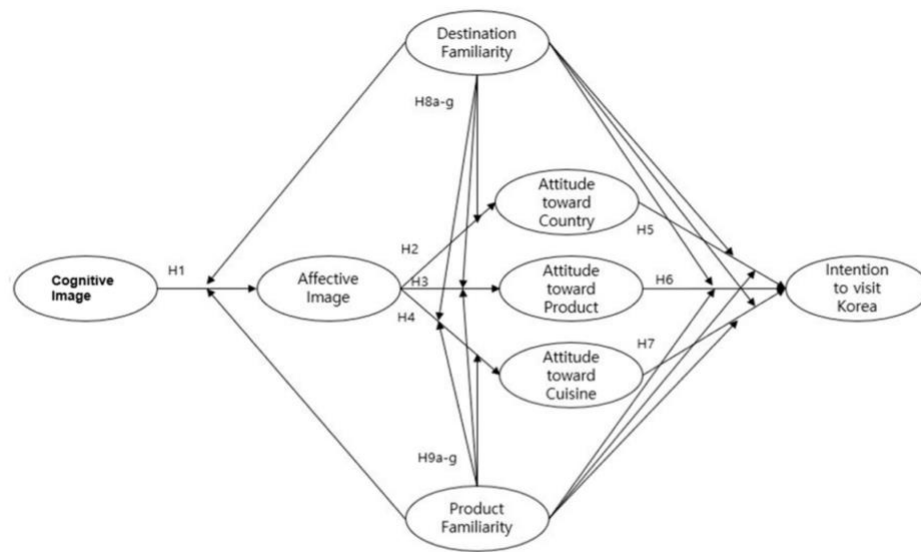 Destination
Familiarity
H8a-g
Attitude
toward
Country
H2
H5
H1
Cognitive
Image
Affective
Image
H3
Attitude
toward
Product
H6
Intention
to visit
Korea
H4
H7
Attitude
toward
Cuisine
H9a-g
Product
Familiarity